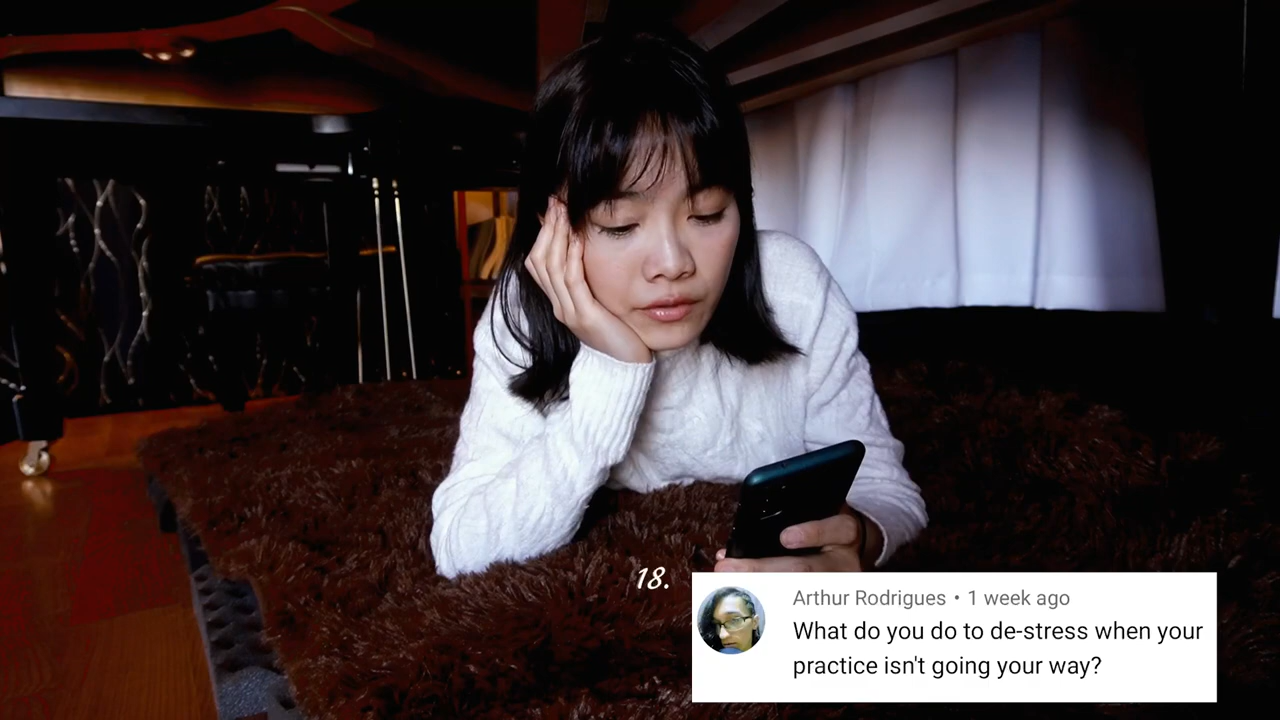 18.
Arthur Rodrigues • 1 week ago
What do you do to de-stress when your
practice isn't going your way?